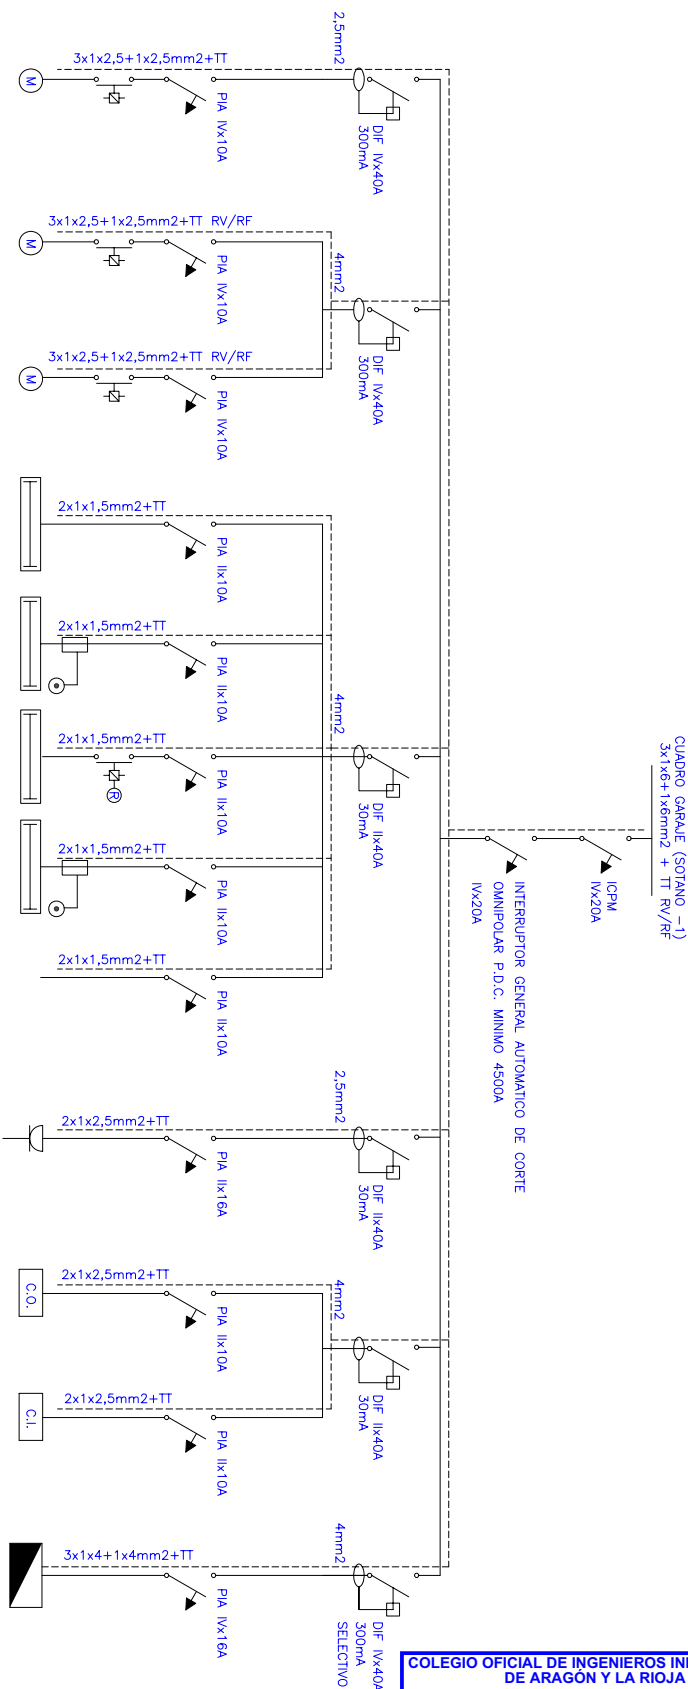 CUADRO GARAJE (SOTANO -1)
3x1x6+1x6mm2 + TT RV/RF
ICPM
IVx20A
INTERRUPTOR GENERAL AUTOMATICO DE CORTE
OMNIPOLAR P.D.C. MINIMO 4500A
IVx20A
2,5mm2
DIF IVx40A
300mA
3x1x2,5+1x2,5mm2+TT
PIA IVx10A
M
4mm2
DIF IVx40A
300mA
3x1x2,5+1x2,5mm2+TT RV/RF
PIA IVx10A
M
3x1x2,5+1x2,5mm2+TT RV/RF
PIA IVx10A
M
4mm2
DIF IIx40A
30mA
2x1x1,5mm2+TT
PIA IIx10A
2x1x1,5mm2+TT
PIA IIx10A
2x1x1,5mm2+TT
PIA IIx10A
R
2x1x1,5mm2+TT
PIA IIx10A
2x1x1,5mm2+TT
PIA IIx10A
2,5mm2
DIF IIx40A
30mA
2x1x2,5mm2+TT
PIA IIx16A
4mm2
DIF IIx40A
30mA
2x1x2,5mm2+TT
PIA IIx10A
C.O.
2x1x2,5mm2+TT
PIA IIx10A
C.I.
4mm2
DIF IVx40A
300mA
SELECTIVO
3x1x4+1x4mm2+TT
PIA IVx16A
COLEGIO OFICIAL DE INGENIEROS
DE ARAGÓN Y LA RIOJA